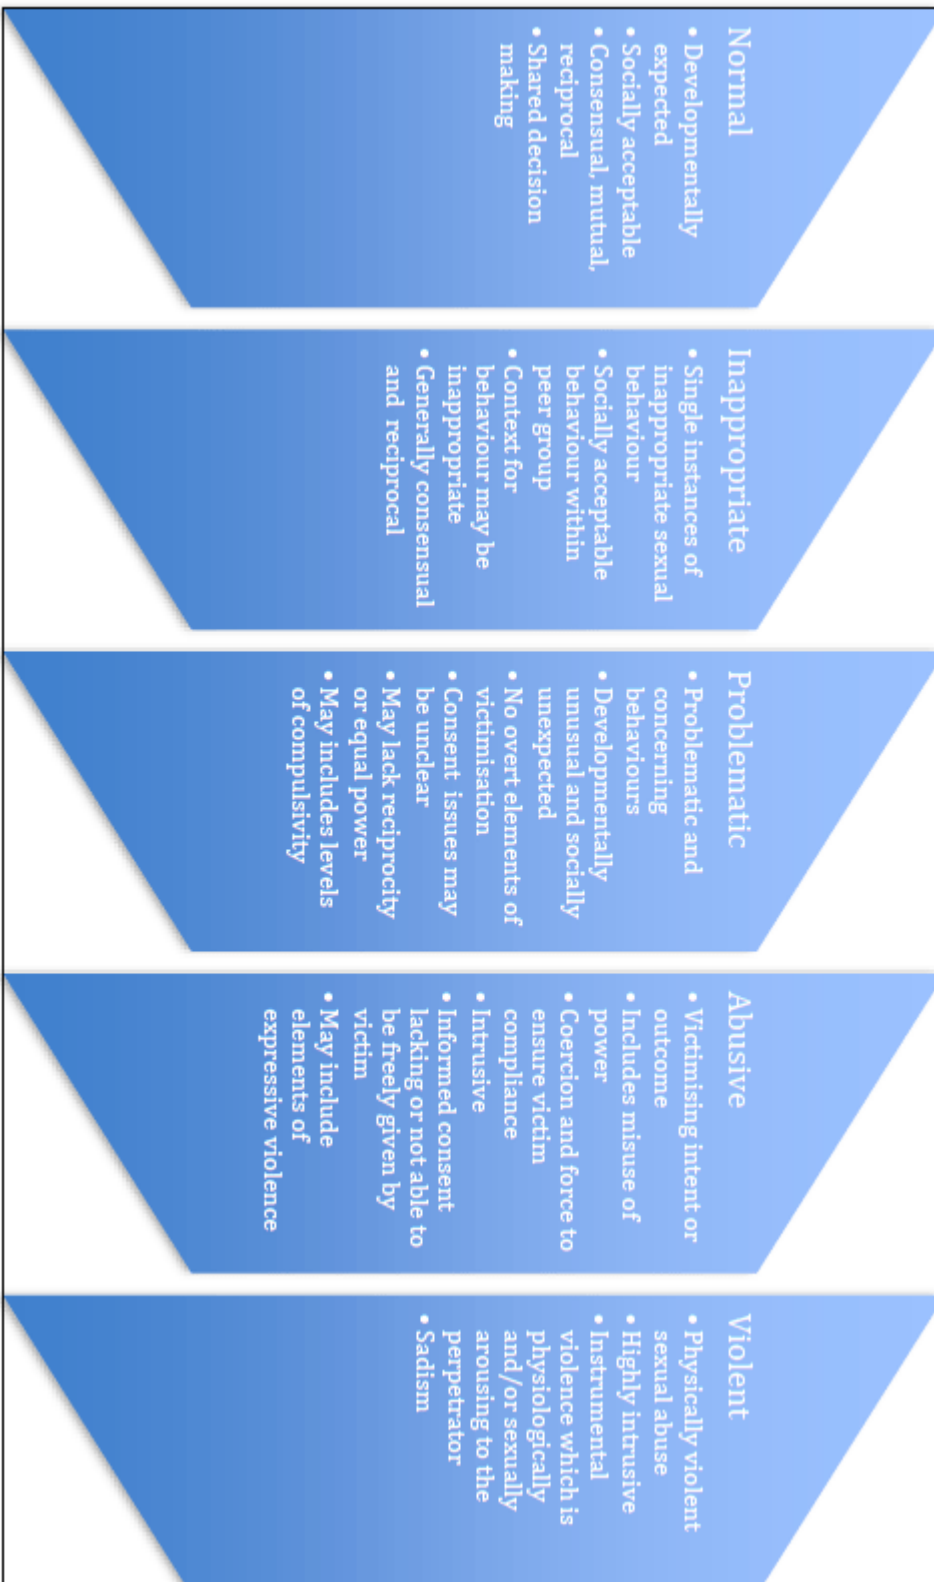 Normal
• Developmentally
expected
• Socially acceptable
• Consensual, mutual,
reciprocal
• Shared decision
making
Inappropriate
• Single instances of
inappropriate sexual
behaviour
• Socially acceptable
behaviour within
peer group
• Context for
behaviour may be
inappropriate
• Generally consensual
and reciprocal
Problematic
• Problematic and
concerning
behaviours
• Developmentally
unusual and socially
unexpected
• No overt elements of
victimisation
• Consent issues may
be unclear
• May lack reciprocity
or equal power
• May includes levels
of compulsivity
Abusive
• Victimising intent or
outcome
• Includes misuse of
power
• Coercion and force to
ensure victim
compliance
• Intrusive
• Informed consent
lacking or not able to
be freely given by
victim
• May include
elements of
expressive violence
Violent
• Physically violent
sexual abuse
• Highly intrusive
• Instrumental
violence which is
physiologically
and/or sexually
arousing to the
perpetrator
• Sadism